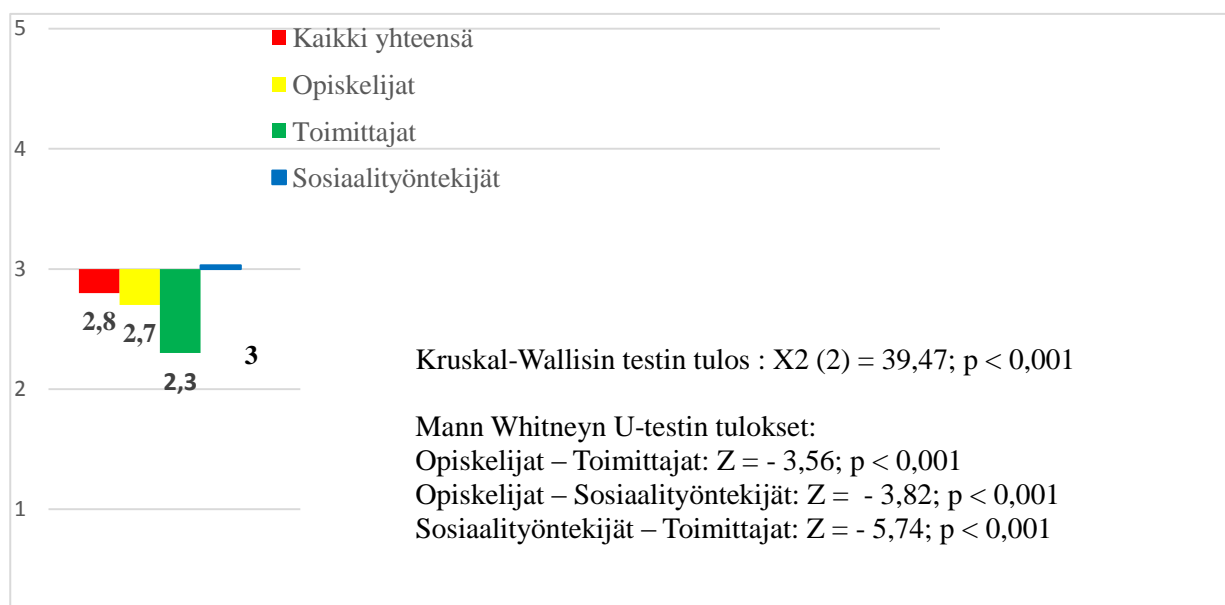 5
Kaikki yhteensä
Opiskelijat
Toimittajat
4
Sosiaalityöntekijät
3
2,8
2,7
3
2,3
2
1
Kruskal-Wallisin testin tulos : X2 (2) = 39,47; p < 0,001
Mann Whitneyn U-testin tulokset:
Opiskelijat – Toimittajat: Z = - 3,56; p < 0,001
Opiskelijat – Sosiaalityöntekijät: Z =  - 3,82; p < 0,001
Sosiaalityöntekijät – Toimittajat: Z = - 5,74; p < 0,001